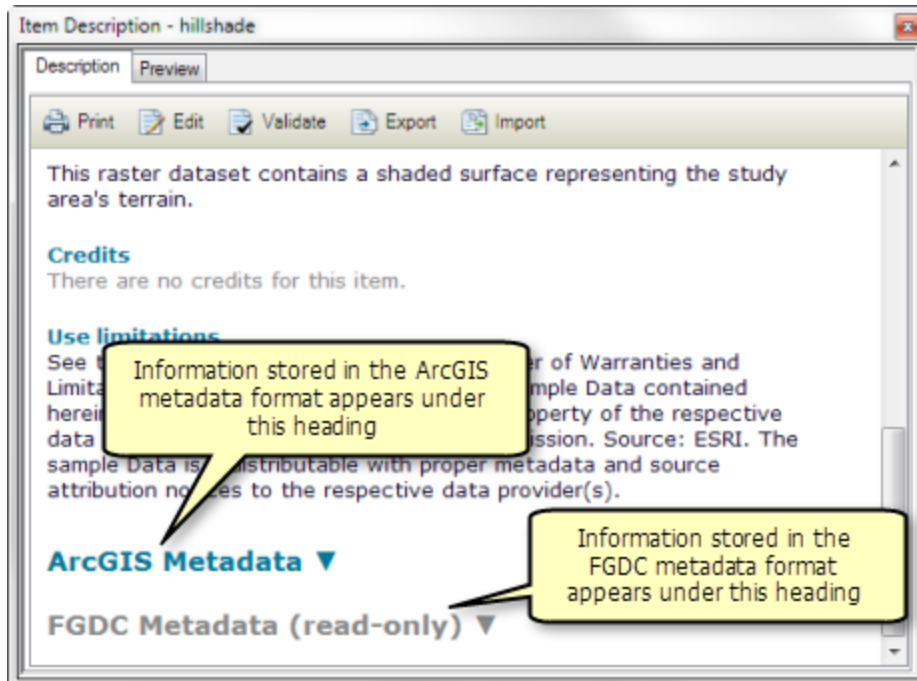 Item Description - hillshade
Description Preview
Print Edit Validate Export Import
This raster dataset contains a shaded surface representing the study
area's terrain.
Credits
There are no credits for this item.
Use limitations
See r of Warranties and
Limita mple Data contained
herein operty of the respective
data ission. Source: ESRI. The
sample Data is distributable with proper metadata and source
attribution no es to the respective data provider(s).
Information stored in the ArcGIS
metadata format appears under
this heading
ArcGIS Metadata ▼
Information stored in the
FGDC metadata format
appears under this heading
FGDC Metadata (read-only) ▼